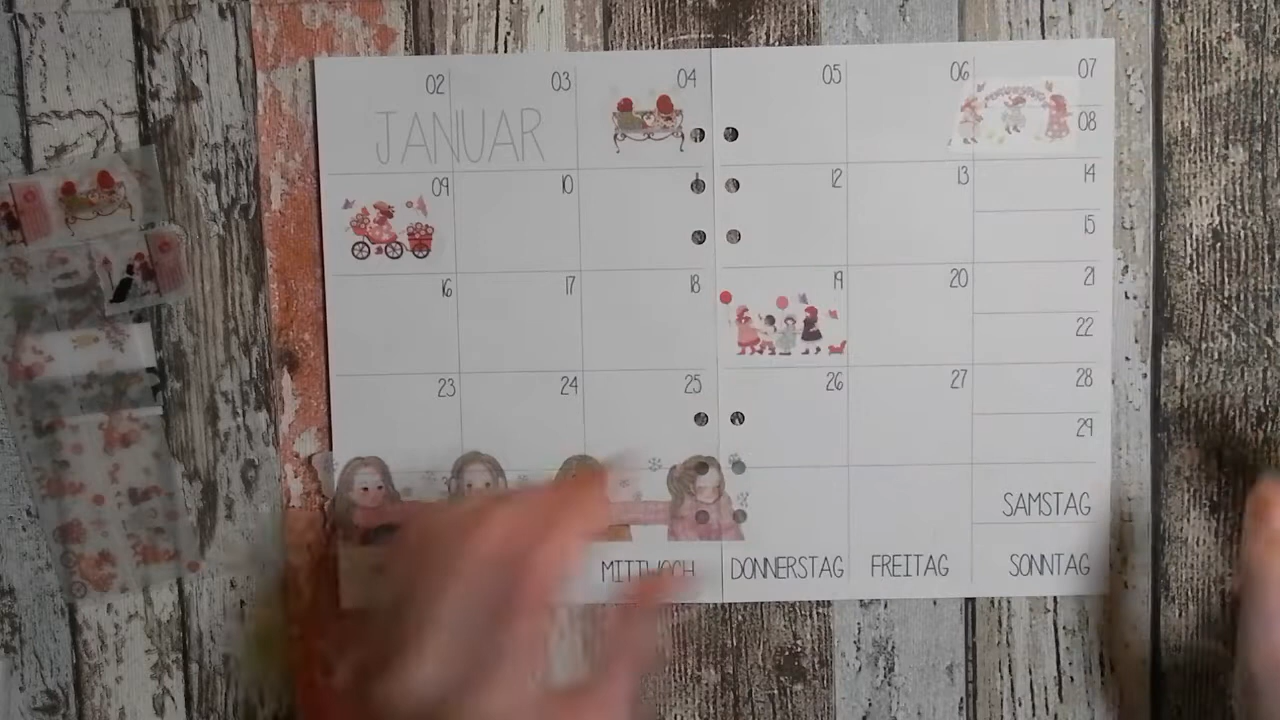 02 03 04 05 06 07
JANUAR 08
09 10 12 13 14
15
16 17 18 19 20 21
22
23 24 25 26 27 28
29
SAMSTAG
MITTWOCH DONNERSTAG FREITAG SONNTAG